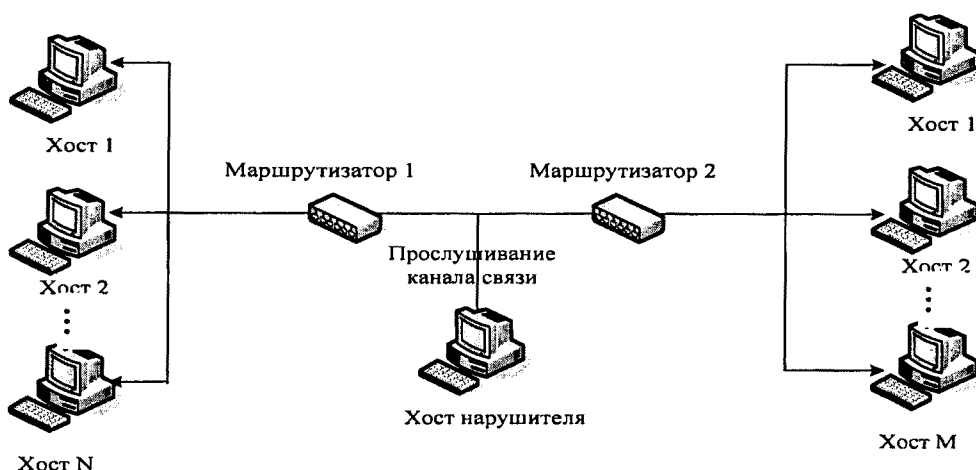 Хост 1
Хост 1
Маршрутизатор 1
Маршрутизатор 2
Прослушивание
канала связи
Хост 2
Хост 2
Хост нарушителя
Хост N
Хост M